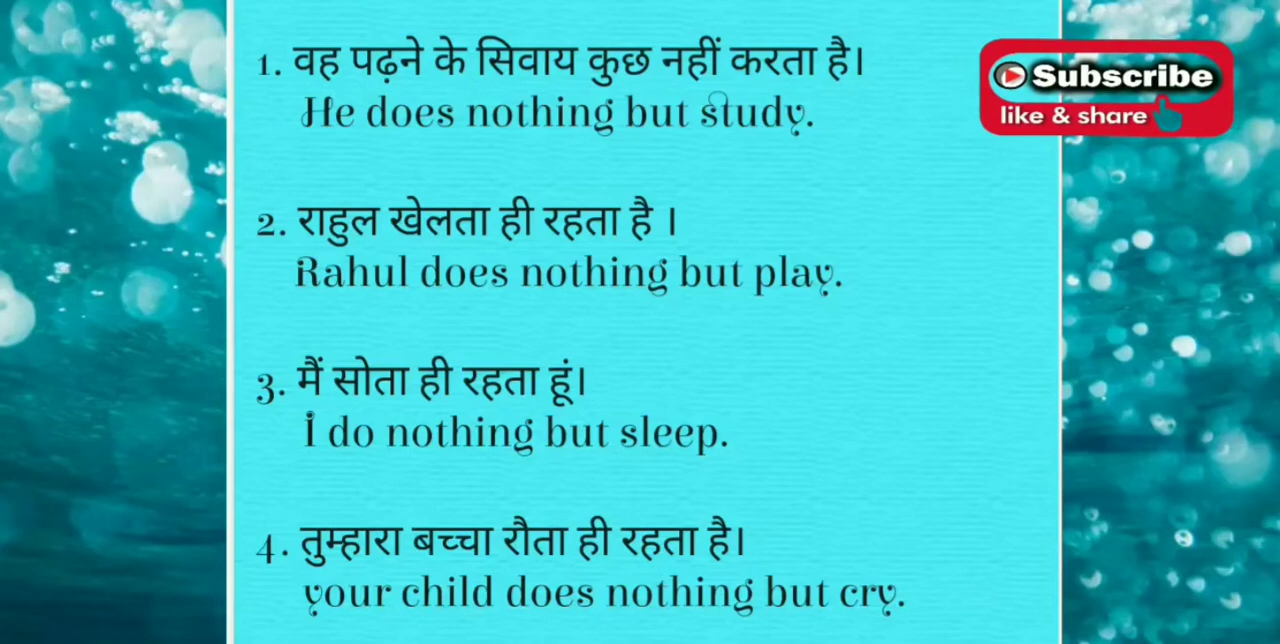 1. वह पढ़ने के सिवाय कुछ नहीं करता है।
He does nothing but study.
2. राहुल खेलता ही रहता है ।
Rahul does nothing but play.
3. मैं सोता ही रहता हूं।
I do nothing but sleep.
4. तुम्हारा बच्चा रौता ही रहता है।
your child does nothing but cry.
Subscribe
like & share